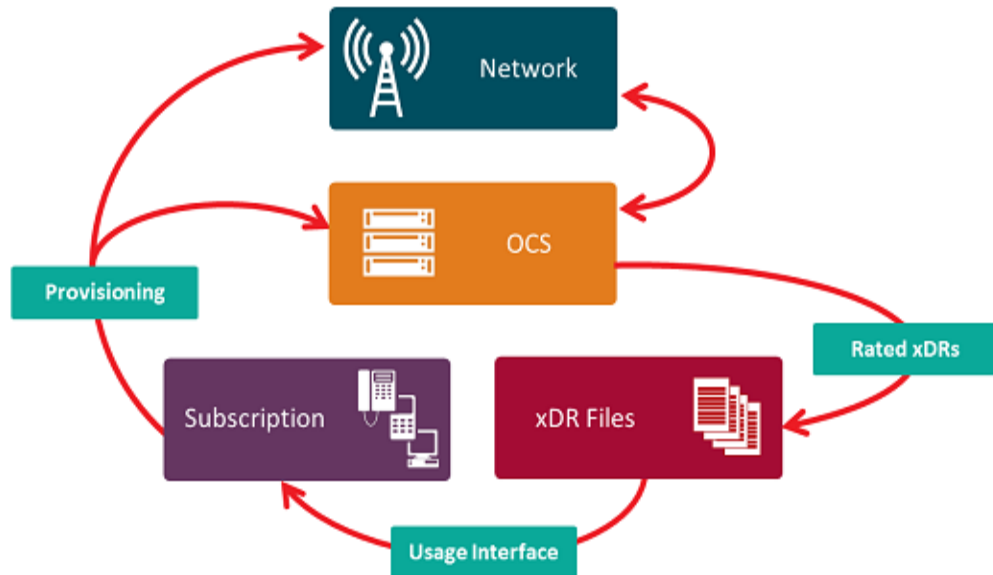 Network
OCS
Provisioning
Rated xDRs
Subscription
xDR Files
Usage Interface